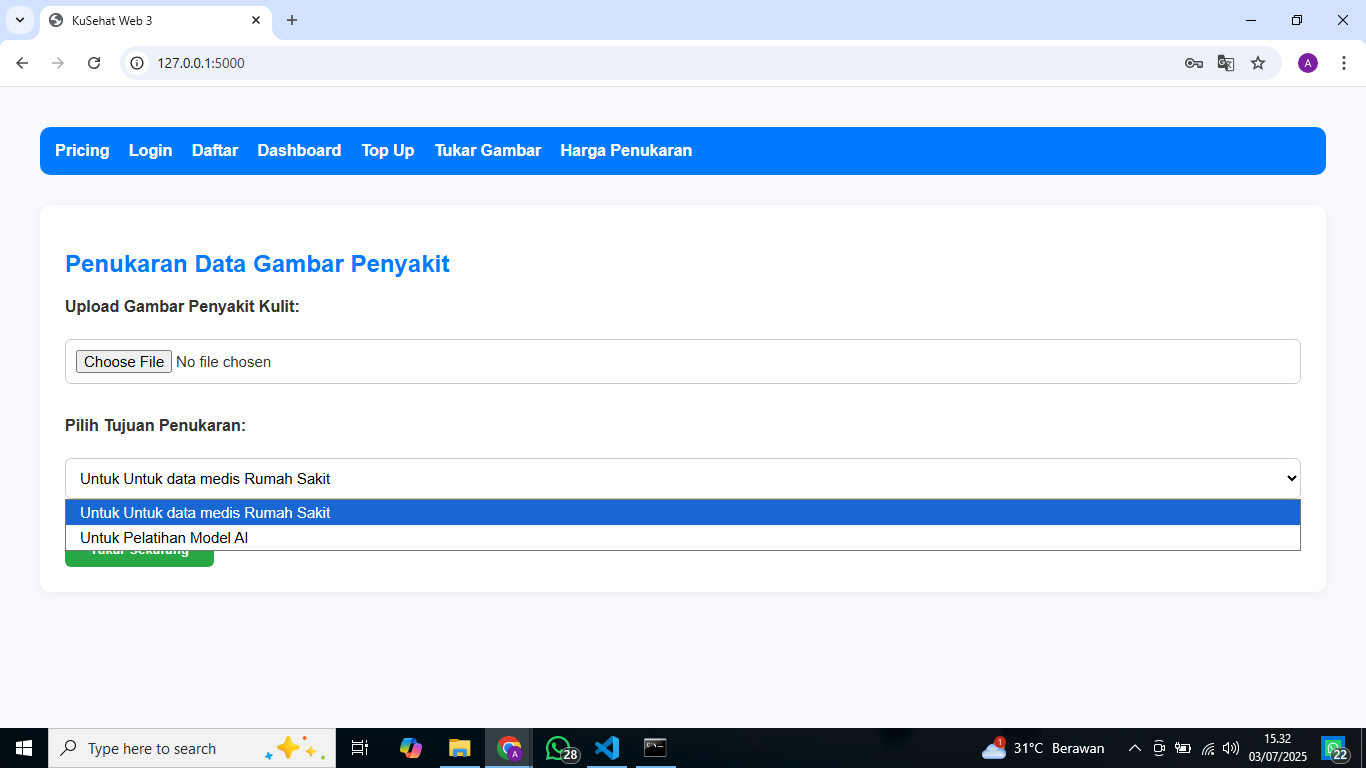 KuSehat Web 3
127.0.0.1:5000
A
Pricing Login Daftar Dashboard Top Up Tukar Gambar Harga Penukaran
Penukaran Data Gambar Penyakit
Upload Gambar Penyakit Kulit:
Choose File No file chosen
Pilih Tujuan Penukaran:
Untuk Untuk data medis Rumah Sakit
Untuk Untuk data medis Rumah Sakit
Untuk Pelatihan Model AI
Tukar Sekarang
Type here to search
A
28
1
31°C Berawan
15.32
03/07/2025
22